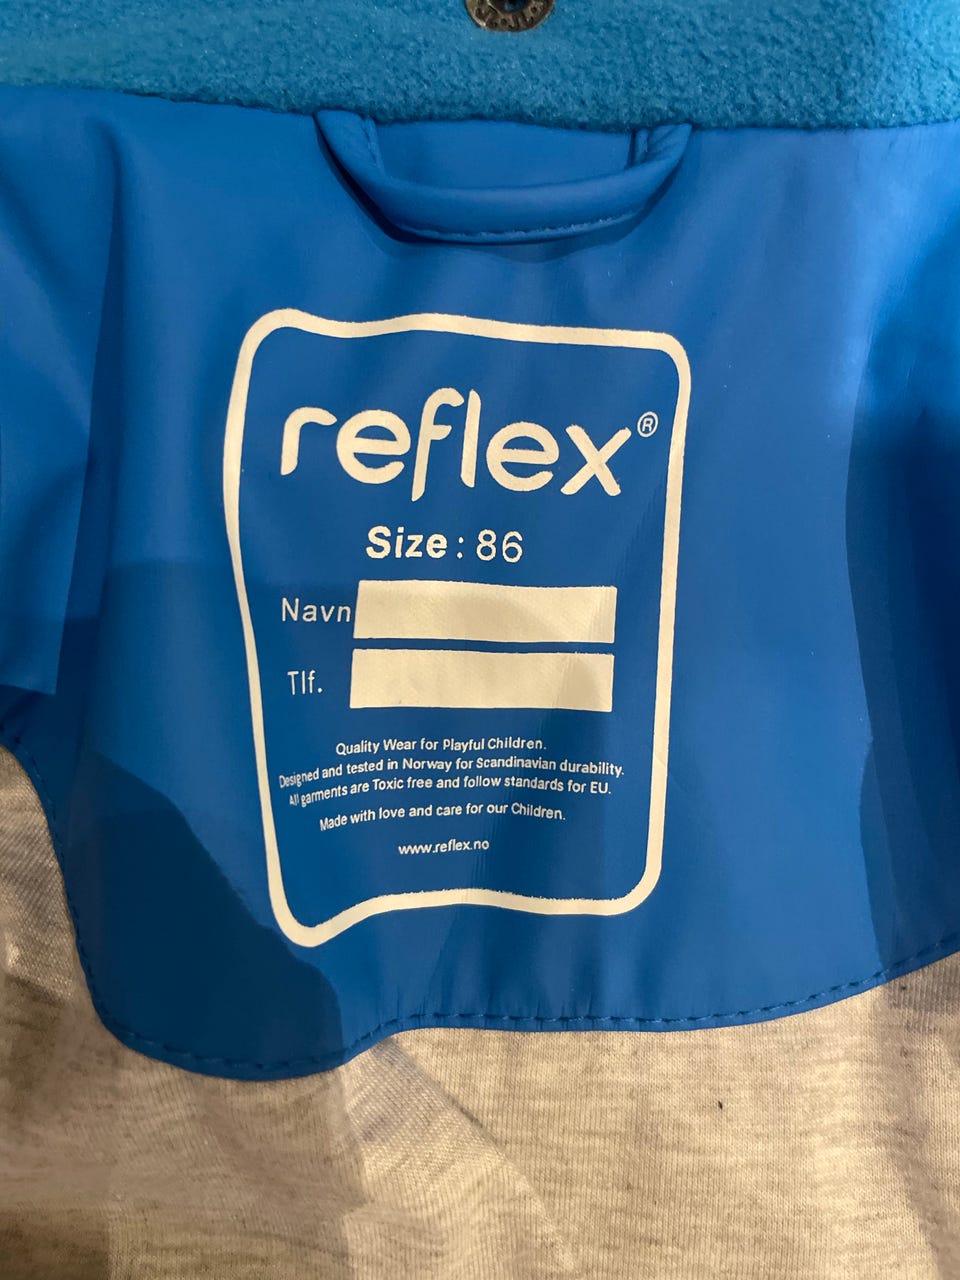 reflex®
Size: 86
Navn
Tlf.
Quality Wear for Playful Children.
Designed and tested in Norway for Scandinavian durability.
All garments are Toxic free and follow standards for EU.
Made with love and care for our Children.
www.reflex.no